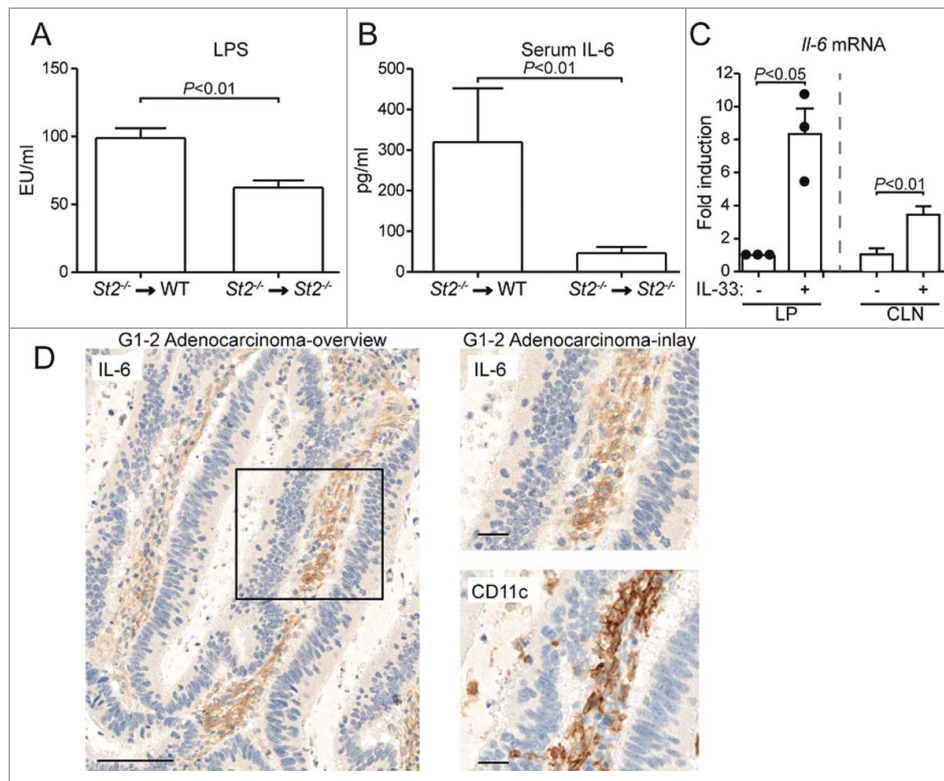 A
LPS
P<0.01
EU/ml
150
100
50
0
St2-/- → WT
St2-/- → St2-/-
B
Serum IL-6
P<0.01
pg/ml
500
400
300
200
100
0
St2-/- → WT
St2-/- → St2-/-
C
Il-6 mRNA
P<0.05
P<0.01
Fold induction
12
10
8
6
4
2
0
IL-33: - + - +
LP CLN
D
G1-2 Adenocarcinoma-overview
IL-6
G1-2 Adenocarcinoma-inlay
IL-6
CD11c